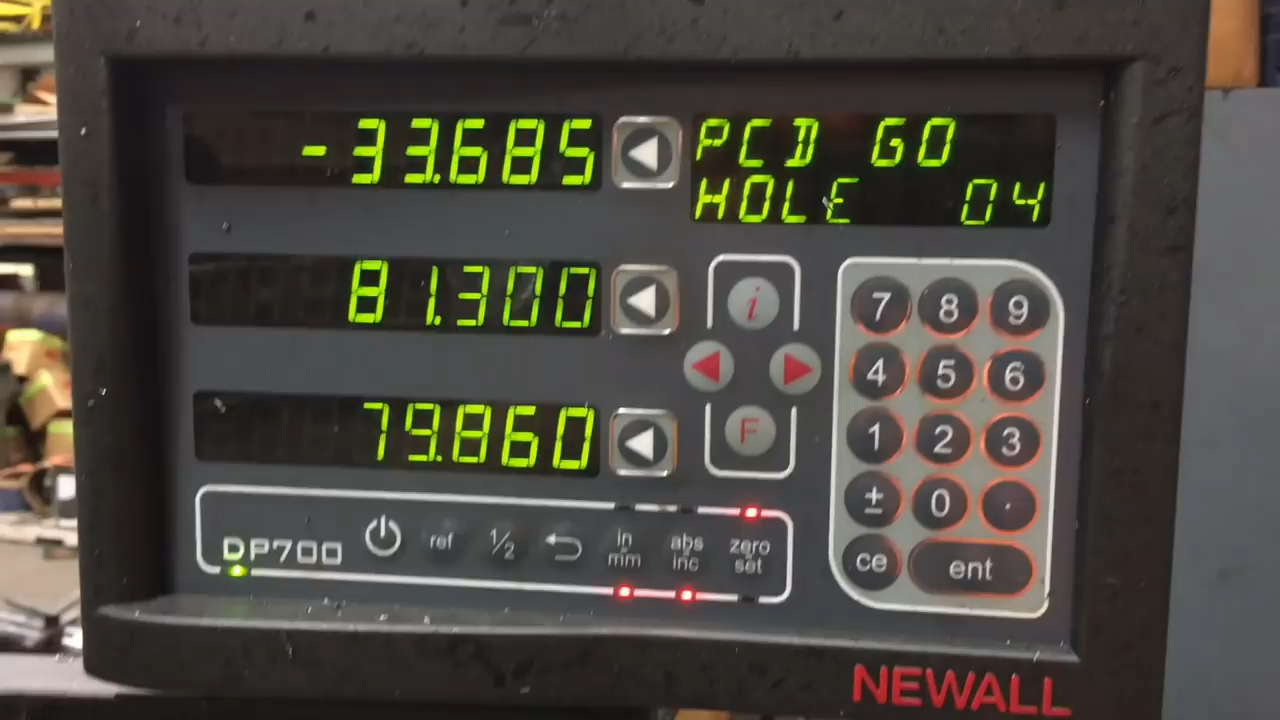 -33.685
PCD GO
HOLE 04
81.300
79.860
i
F
7 8 9
4 5 6
1 2 3
± 0 .
ce ent
DP700
ref
1/2
in
mm
abs
inc
zero
set
NEWALL